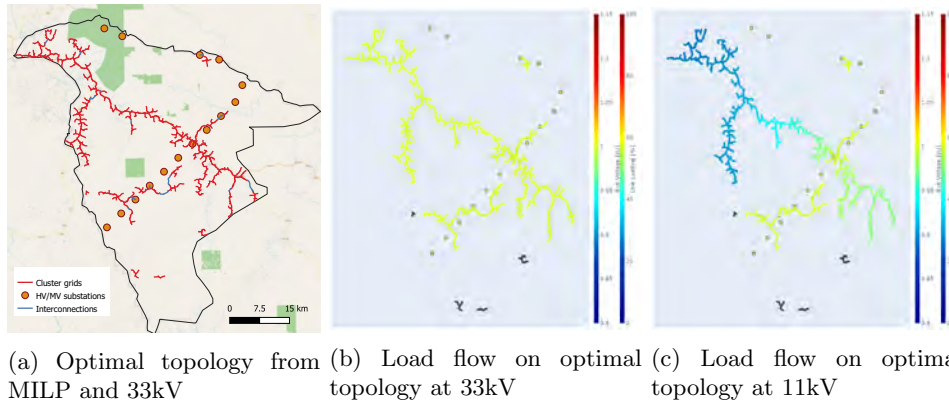 Cluster grids
HV/MV substations
Interconnections
0 7.5 15 km
(a) Optimal topology from
MILP and 33kV
(b) Load flow on optimal
topology at 33kV
(c) Load flow on optimal
topology at 11kV